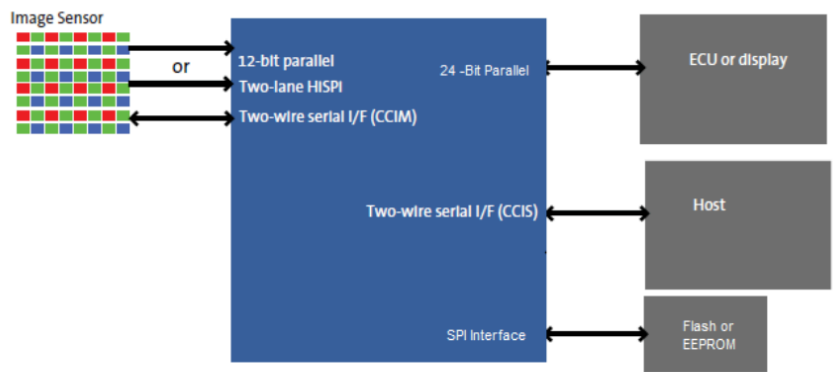 Image Sensor
or
12-bit parallel
Two-lane HiSPI
Two-wire serial I/F (CCIM)
24 -Bit Parallel
ECU or display
Two-wire serial I/F (CCIS)
Host
SPI Interface
Flash or
EEPROM